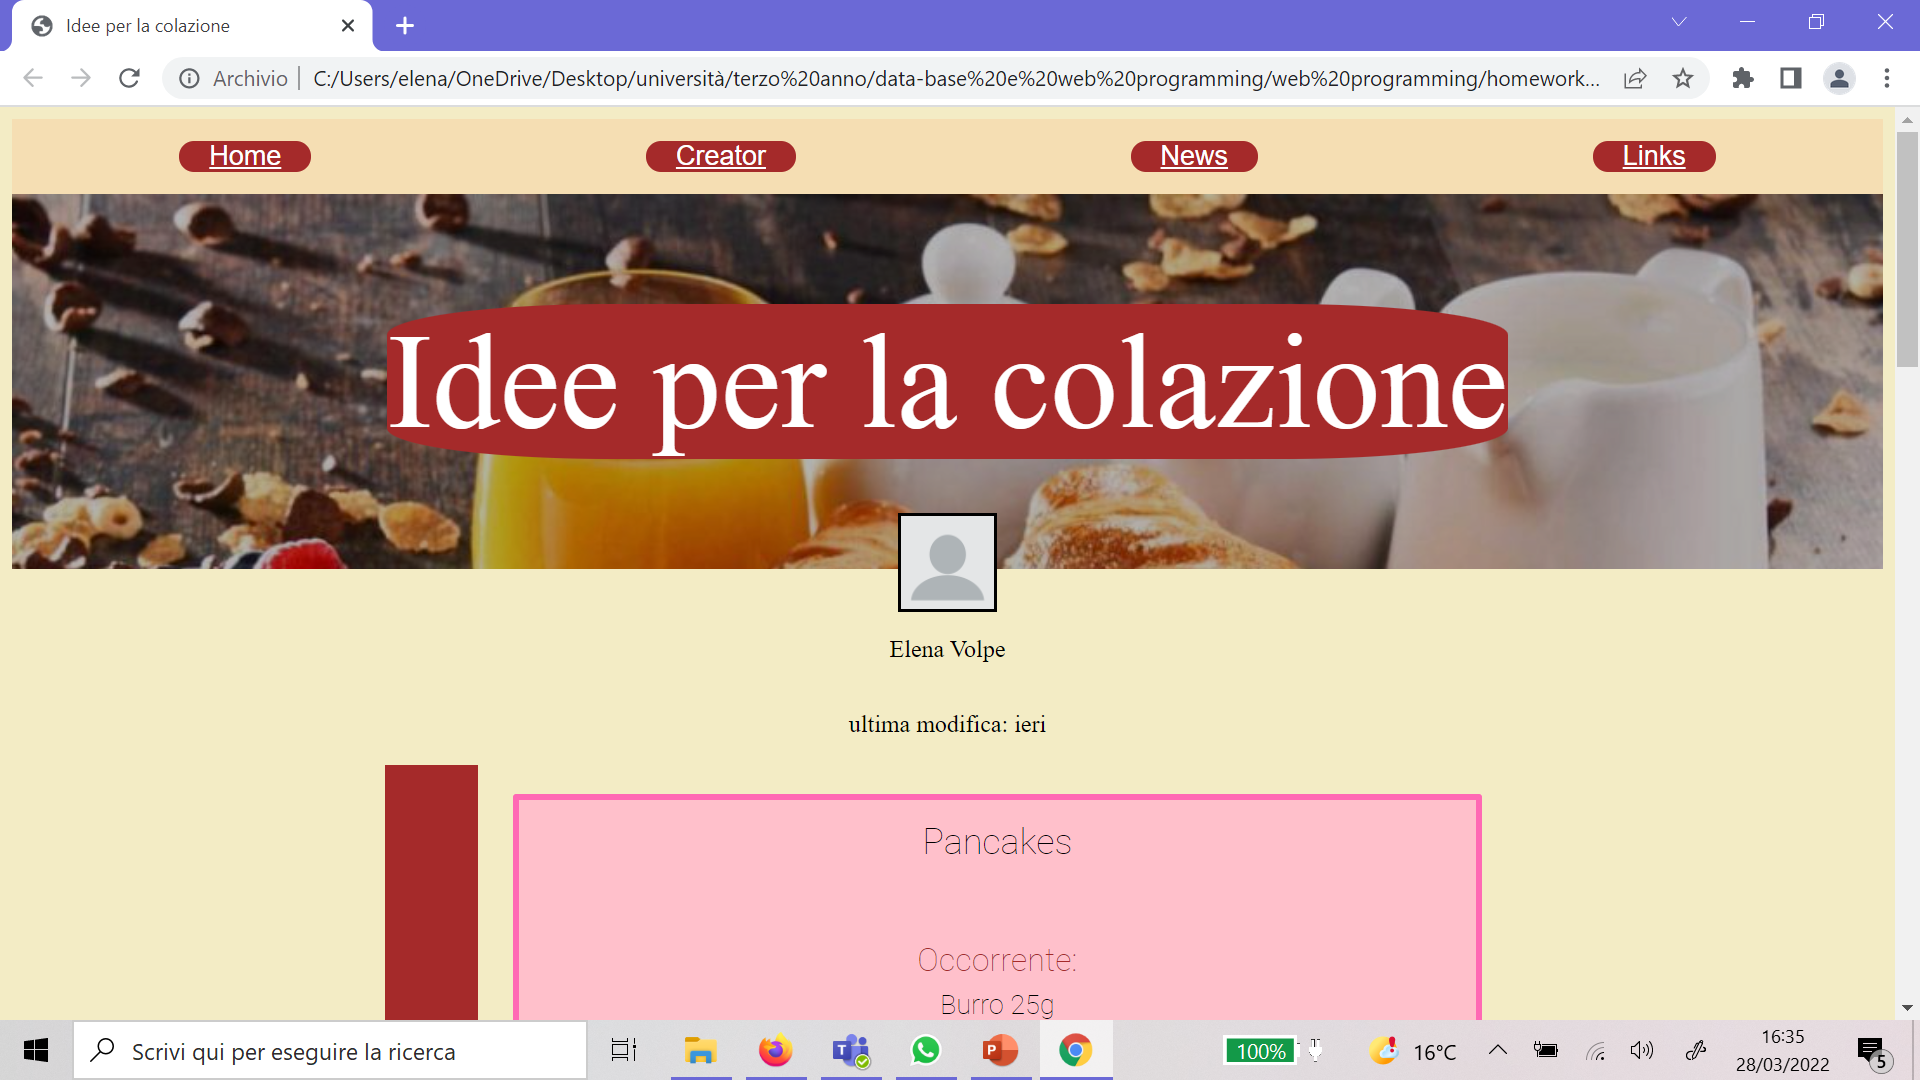 Idee per la colazione
Archivio
C:/Users/elena/OneDrive/Desktop/università/terzo%20anno/data-base%20e%20web%20programming/web%20programming/homework...
Home Creator News Links
Idee per la colazione
Elena Volpe
ultima modifica: ieri
Pancakes
Occorrente:
Burro 25g
Scrivi qui per eseguire la ricerca
100%
16°C
16:35
28/03/2022
5